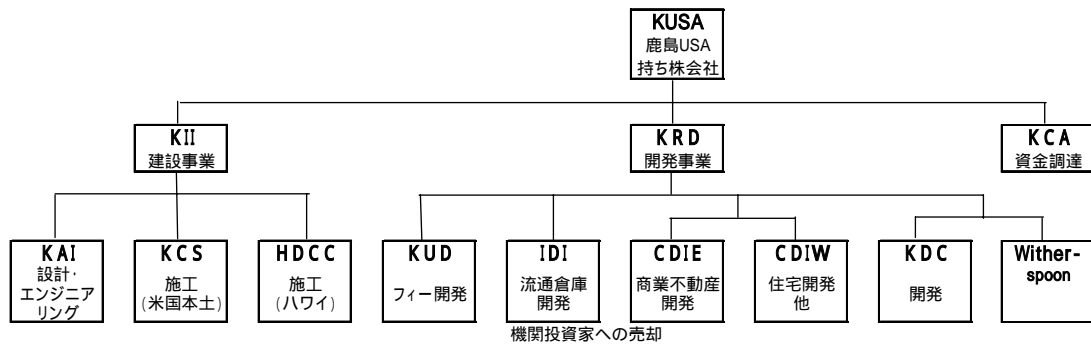 KUSA
鹿島USA
持ち株会社
KII
建設事業
KRD
開発事業
KCA
資金調達
KAI
設計・
エンジニア
リング
KCS
施工
(米国本土)
HDCC
施工
(ハワイ)
KUD
フィー開発
IDI
流通倉庫
開発
CDIE
商業不動産
開発
CDIW
住宅開発
他
KDC
開発
Wither-
spoon
機関投資家への売却